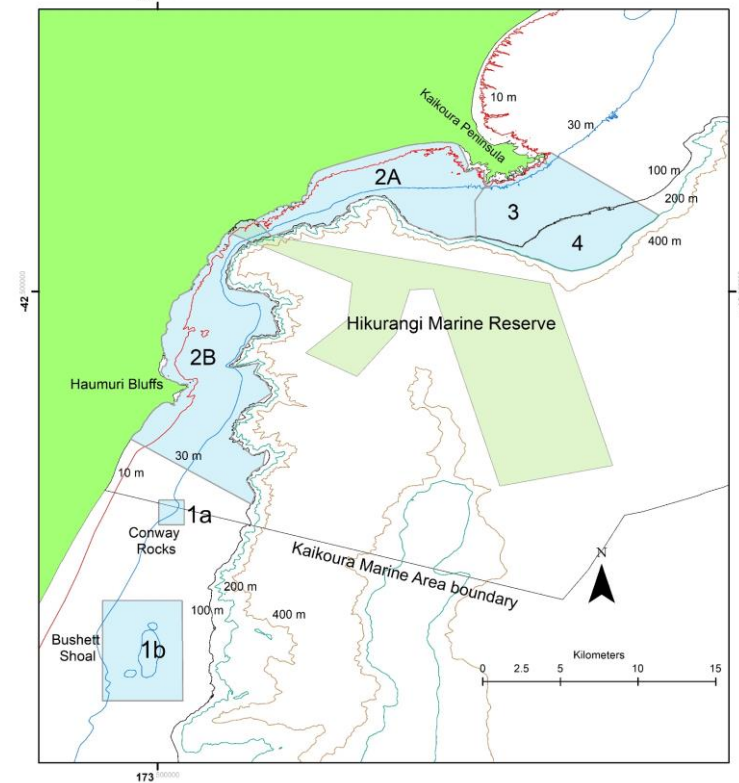 10 m
Kaikoura Peninsula
30 m
100 m
2A
200 m
3
4
400 m
-42
Hikurangi Marine Reserve
2B
Haumuri Bluffs
30 m
10 m
1a
Conway
Rocks
Kaikoura Marine Area boundary
N
200 m
100 m
400 m
Bushett
Shoal
1b
Kilometers
0 2.5 5 10 15
173